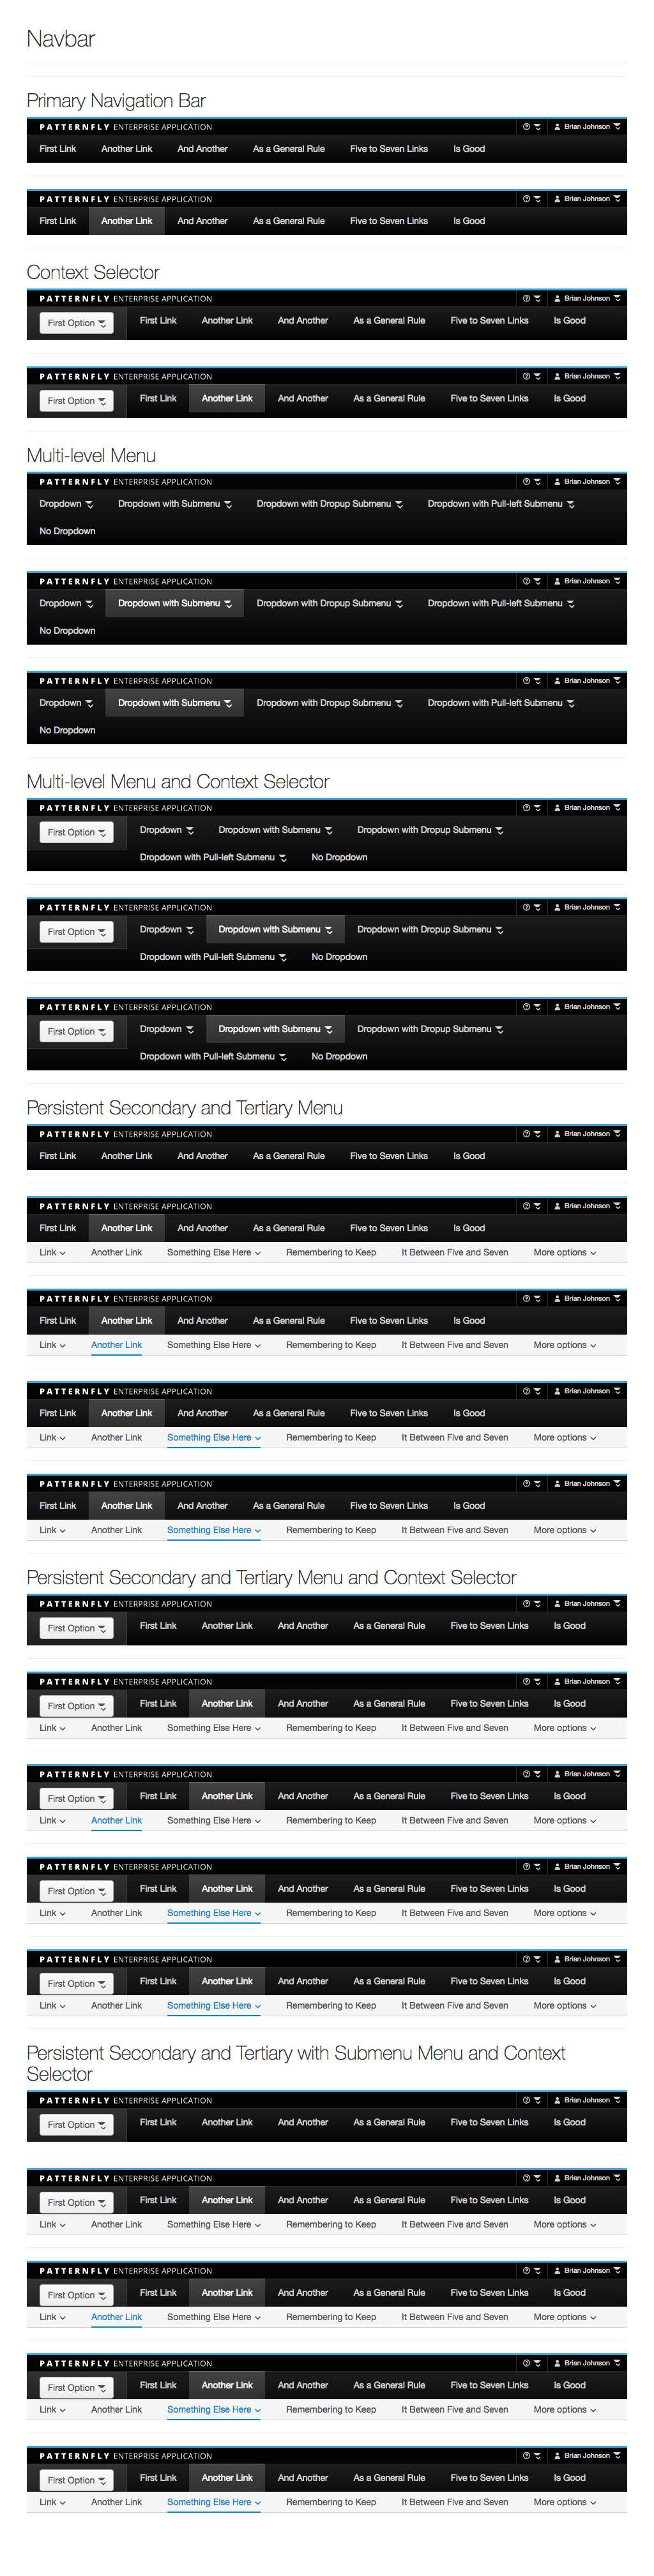 Navbar
Primary Navigation Bar
PATTERNFLY ENTERPRISE APPLICATION Brian Johnson
First Link Another Link And Another As a General Rule Five to Seven Links Is Good
PATTERNFLY ENTERPRISE APPLICATION Brian Johnson
First Link Another Link And Another As a General Rule Five to Seven Links Is Good
Context Selector
PATTERNFLY ENTERPRISE APPLICATION Brian Johnson
First Option First Link Another Link And Another As a General Rule Five to Seven Links Is Good
PATTERNFLY ENTERPRISE APPLICATION Brian Johnson
First Option First Link Another Link And Another As a General Rule Five to Seven Links Is Good
Multi-level Menu
PATTERNFLY ENTERPRISE APPLICATION Brian Johnson
Dropdown Dropdown with Submenu Dropdown with Dropup Submenu Dropdown with Pull-left Submenu
No Dropdown
PATTERNFLY ENTERPRISE APPLICATION Brian Johnson
Dropdown Dropdown with Submenu Dropdown with Dropup Submenu Dropdown with Pull-left Submenu
No Dropdown
PATTERNFLY ENTERPRISE APPLICATION Brian Johnson
Dropdown Dropdown with Submenu Dropdown with Dropup Submenu Dropdown with Pull-left Submenu
No Dropdown
Multi-level Menu and Context Selector
PATTERNFLY ENTERPRISE APPLICATION Brian Johnson
First Option Dropdown Dropdown with Submenu Dropdown with Dropup Submenu
Dropdown with Pull-left Submenu No Dropdown
PATTERNFLY ENTERPRISE APPLICATION Brian Johnson
First Option Dropdown Dropdown with Submenu Dropdown with Dropup Submenu
Dropdown with Pull-left Submenu No Dropdown
PATTERNFLY ENTERPRISE APPLICATION Brian Johnson
First Option Dropdown Dropdown with Submenu Dropdown with Dropup Submenu
Dropdown with Pull-left Submenu No Dropdown
Persistent Secondary and Tertiary Menu
PATTERNFLY ENTERPRISE APPLICATION Brian Johnson
First Link Another Link And Another As a General Rule Five to Seven Links Is Good
PATTERNFLY ENTERPRISE APPLICATION Brian Johnson
First Link Another Link And Another As a General Rule Five to Seven Links Is Good
Link Another Link Something Else Here Remembering to Keep It Between Five and Seven More options
PATTERNFLY ENTERPRISE APPLICATION Brian Johnson
First Link Another Link And Another As a General Rule Five to Seven Links Is Good
Link Another Link Something Else Here Remembering to Keep It Between Five and Seven More options
PATTERNFLY ENTERPRISE APPLICATION Brian Johnson
First Link Another Link And Another As a General Rule Five to Seven Links Is Good
Link Another Link Something Else Here Remembering to Keep It Between Five and Seven More options
PATTERNFLY ENTERPRISE APPLICATION Brian Johnson
First Link Another Link And Another As a General Rule Five to Seven Links Is Good
Link Another Link Something Else Here Remembering to Keep It Between Five and Seven More options
Persistent Secondary and Tertiary Menu and Context Selector
PATTERNFLY ENTERPRISE APPLICATION Brian Johnson
First Option First Link Another Link And Another As a General Rule Five to Seven Links Is Good
PATTERNFLY ENTERPRISE APPLICATION Brian Johnson
First Option First Link Another Link And Another As a General Rule Five to Seven Links Is Good
Link Another Link Something Else Here Remembering to Keep It Between Five and Seven More options
PATTERNFLY ENTERPRISE APPLICATION Brian Johnson
First Option First Link Another Link And Another As a General Rule Five to Seven Links Is Good
Link Another Link Something Else Here Remembering to Keep It Between Five and Seven More options
PATTERNFLY ENTERPRISE APPLICATION Brian Johnson
First Option First Link Another Link And Another As a General Rule Five to Seven Links Is Good
Link Another Link Something Else Here Remembering to Keep It Between Five and Seven More options
PATTERNFLY ENTERPRISE APPLICATION Brian Johnson
First Option First Link Another Link And Another As a General Rule Five to Seven Links Is Good
Link Another Link Something Else Here Remembering to Keep It Between Five and Seven More options
Persistent Secondary and Tertiary with Submenu Menu and Context
Selector
PATTERNFLY ENTERPRISE APPLICATION Brian Johnson
First Option First Link Another Link And Another As a General Rule Five to Seven Links Is Good
PATTERNFLY ENTERPRISE APPLICATION Brian Johnson
First Option First Link Another Link And Another As a General Rule Five to Seven Links Is Good
Link Another Link Something Else Here Remembering to Keep It Between Five and Seven More options
PATTERNFLY ENTERPRISE APPLICATION Brian Johnson
First Option First Link Another Link And Another As a General Rule Five to Seven Links Is Good
Link Another Link Something Else Here Remembering to Keep It Between Five and Seven More options
PATTERNFLY ENTERPRISE APPLICATION Brian Johnson
First Option First Link Another Link And Another As a General Rule Five to Seven Links Is Good
Link Another Link Something Else Here Remembering to Keep It Between Five and Seven More options
PATTERNFLY ENTERPRISE APPLICATION Brian Johnson
First Option First Link Another Link And Another As a General Rule Five to Seven Links Is Good
Link Another Link Something Else Here Remembering to Keep It Between Five and Seven More options